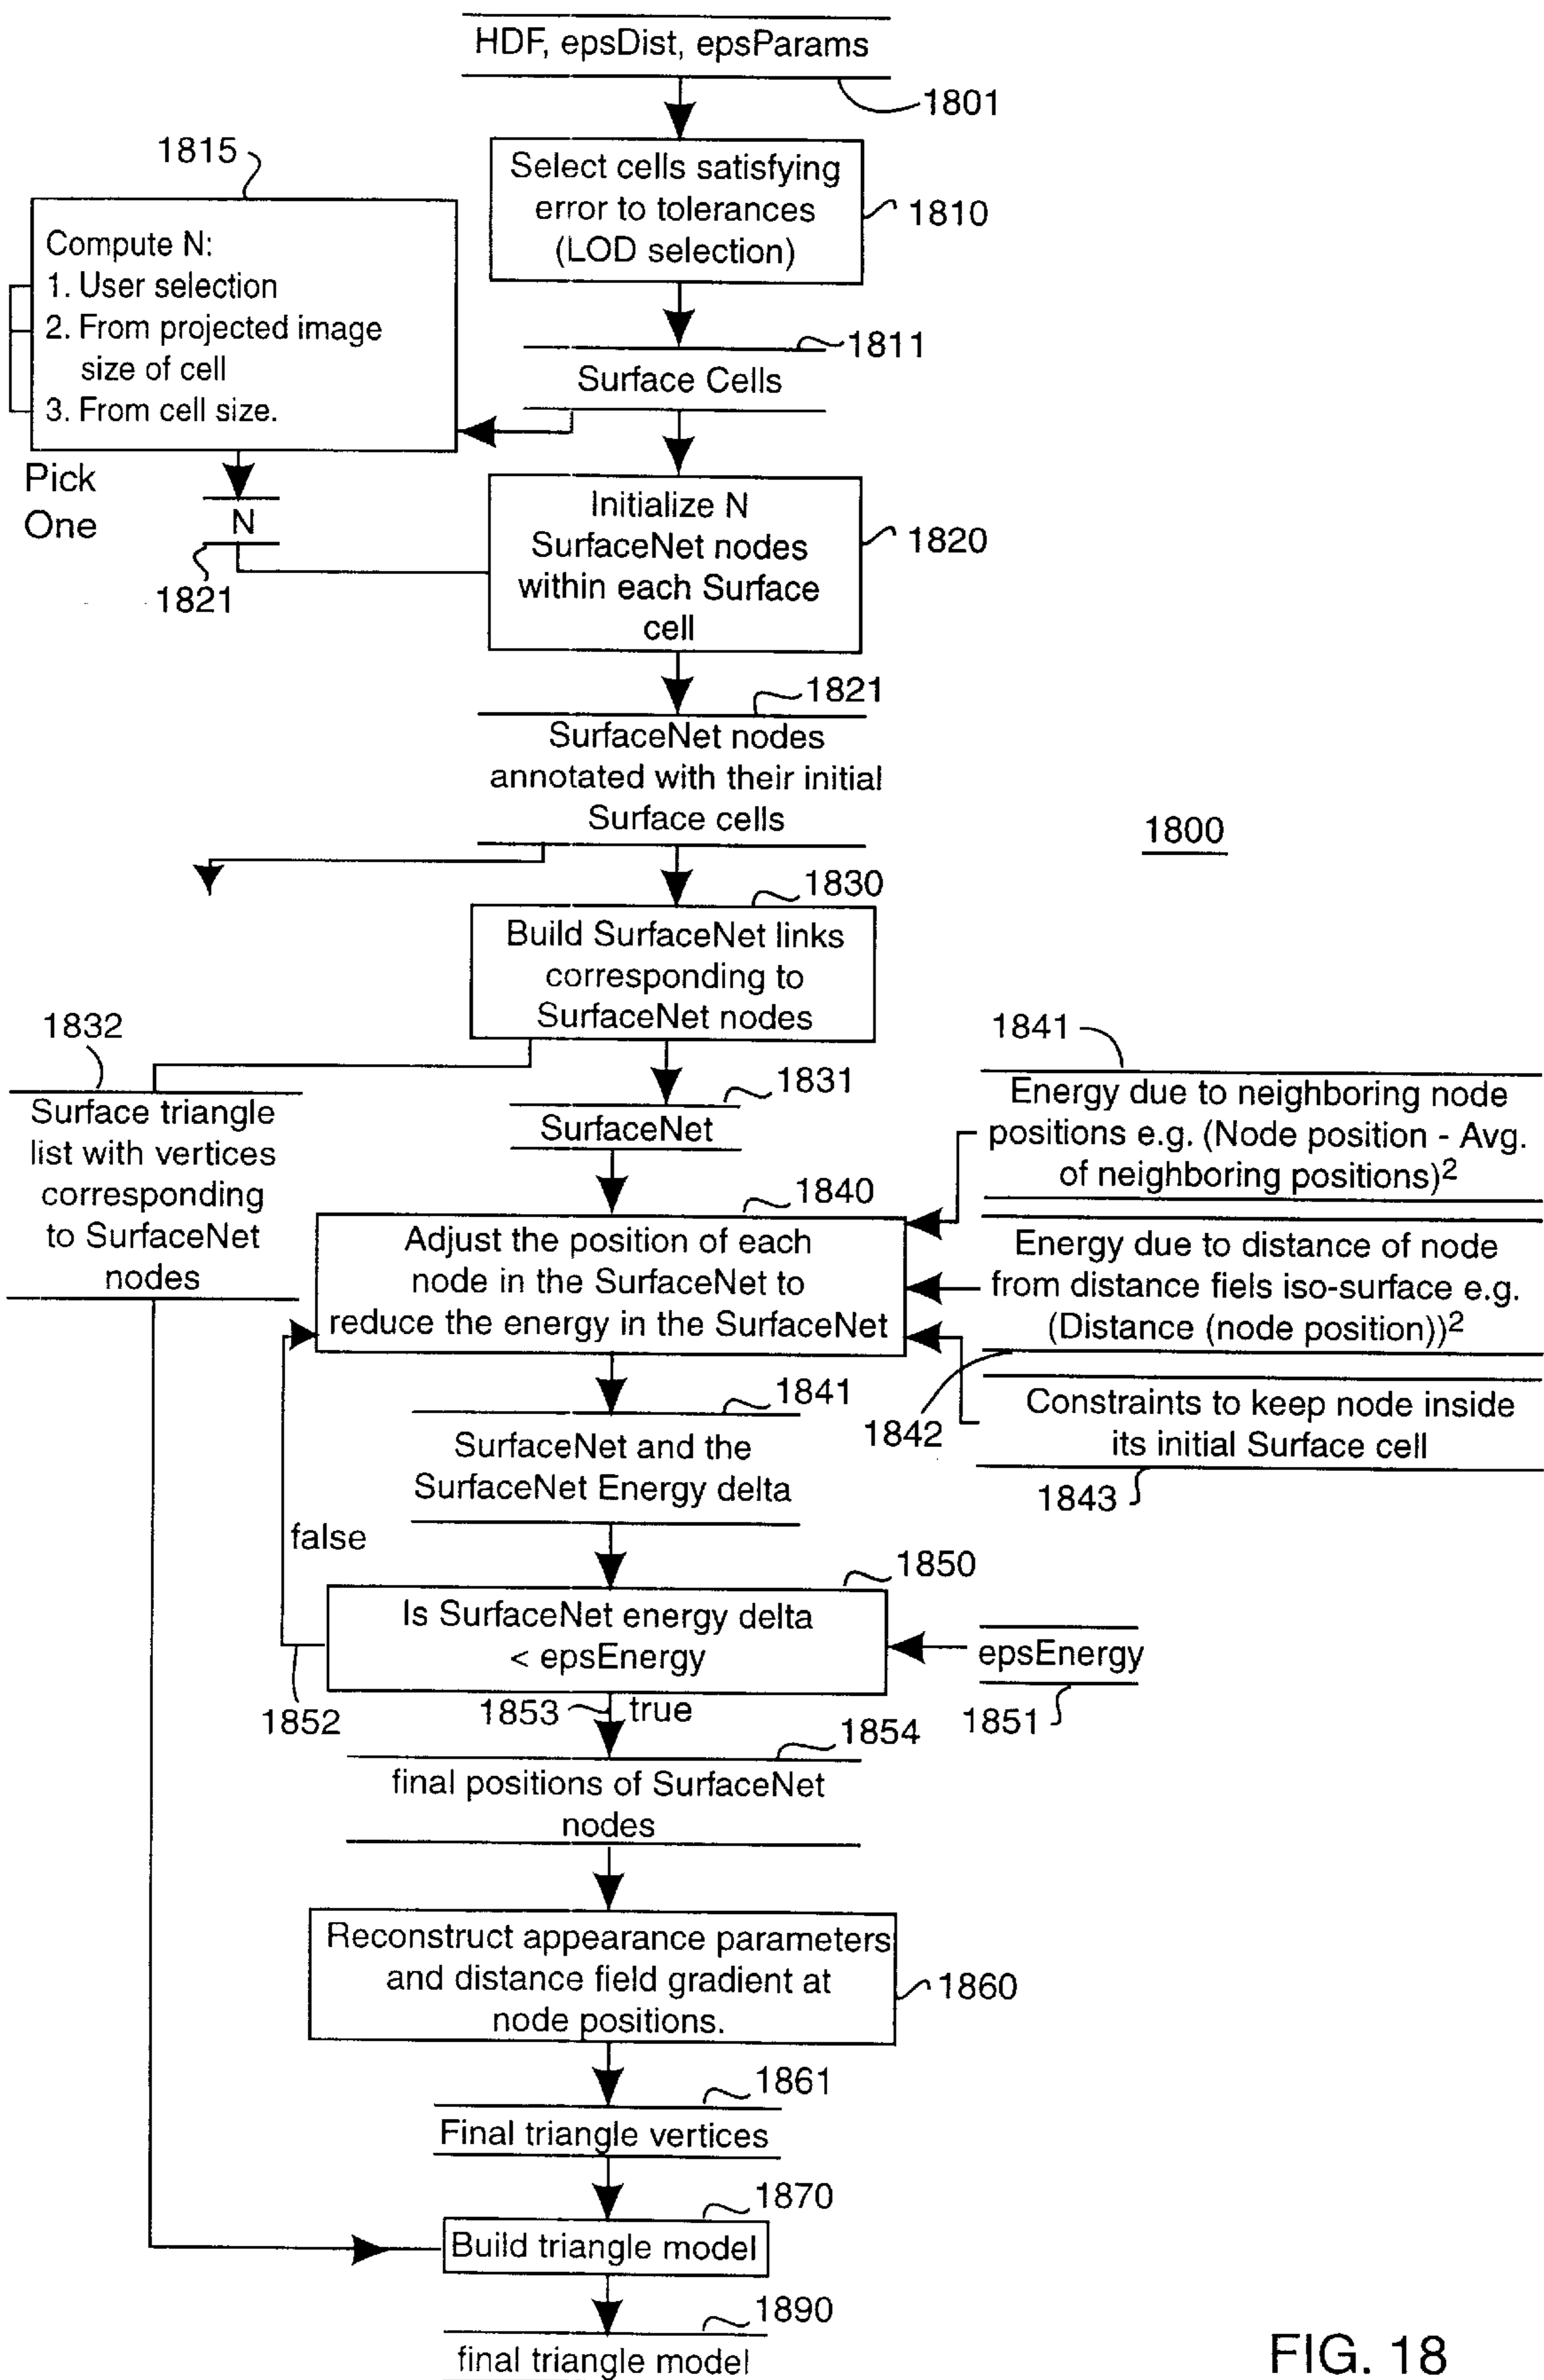 HDF, epsDist, epsParams
1801
1815
Select cells satisfying
error to tolerances
(LOD selection)
1810
Compute N:
1. User selection
2. From projected image
size of cell
3. From cell size.
1811
Surface Cells
Pick
One
N
1821
Initialize N
SurfaceNet nodes
within each Surface
cell
1820
1821
SurfaceNet nodes
annotated with their initial
Surface cells
1800
1830
Build SurfaceNet links
corresponding to
SurfaceNet nodes
1832
Surface triangle
list with vertices
corresponding
to SurfaceNet
nodes
1831
SurfaceNet
1841
Energy due to neighboring node
positions e.g. (Node position - Avg.
of neighboring positions)2
1840
Adjust the position of each
node in the SurfaceNet to
reduce the energy in the SurfaceNet
Energy due to distance of node
from distance fiels iso-surface e.g.
(Distance (node position))2
1842
Constraints to keep node inside
its initial Surface cell
1843
1841
SurfaceNet and the
SurfaceNet Energy delta
false
1850
Is SurfaceNet energy delta
< epsEnergy
epsEnergy
1851
1852
1853
true
1854
final positions of SurfaceNet
nodes
Reconstruct appearance parameters
and distance field gradient at
node positions.
1860
1861
Final triangle vertices
1870
Build triangle model
1890
final triangle model
FIG. 18